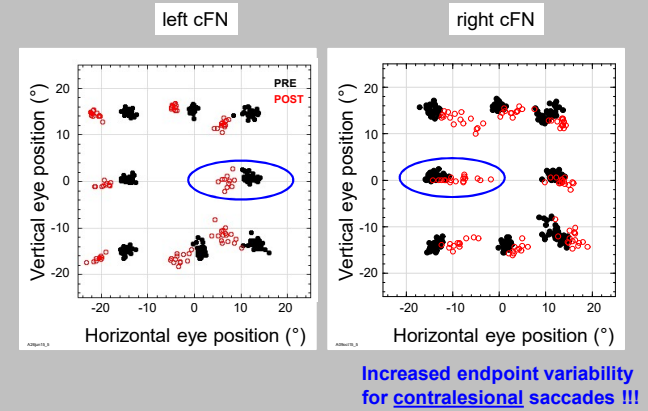 left cFN
right cFN
PRE
POST
Vertical eye position (°)
20
10
0
-10
-20
-20
-10
0
10
20
Horizontal eye position (°)
Vertical eye position (°)
20
10
0
-10
-20
-20
-10
0
10
20
Horizontal eye position (°)
Increased endpoint variability
for contralesional saccades !!!